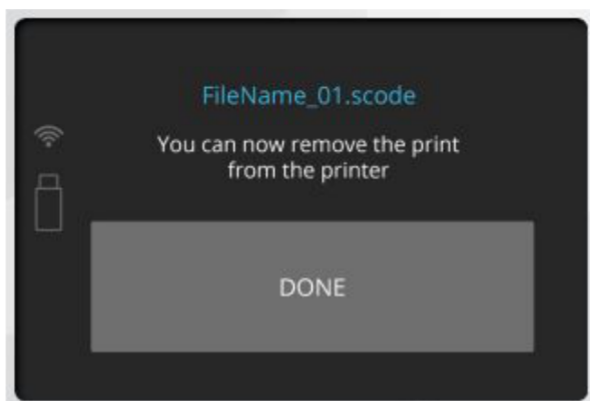 FileName_01.scode
You can now remove the print
from the printer
DONE